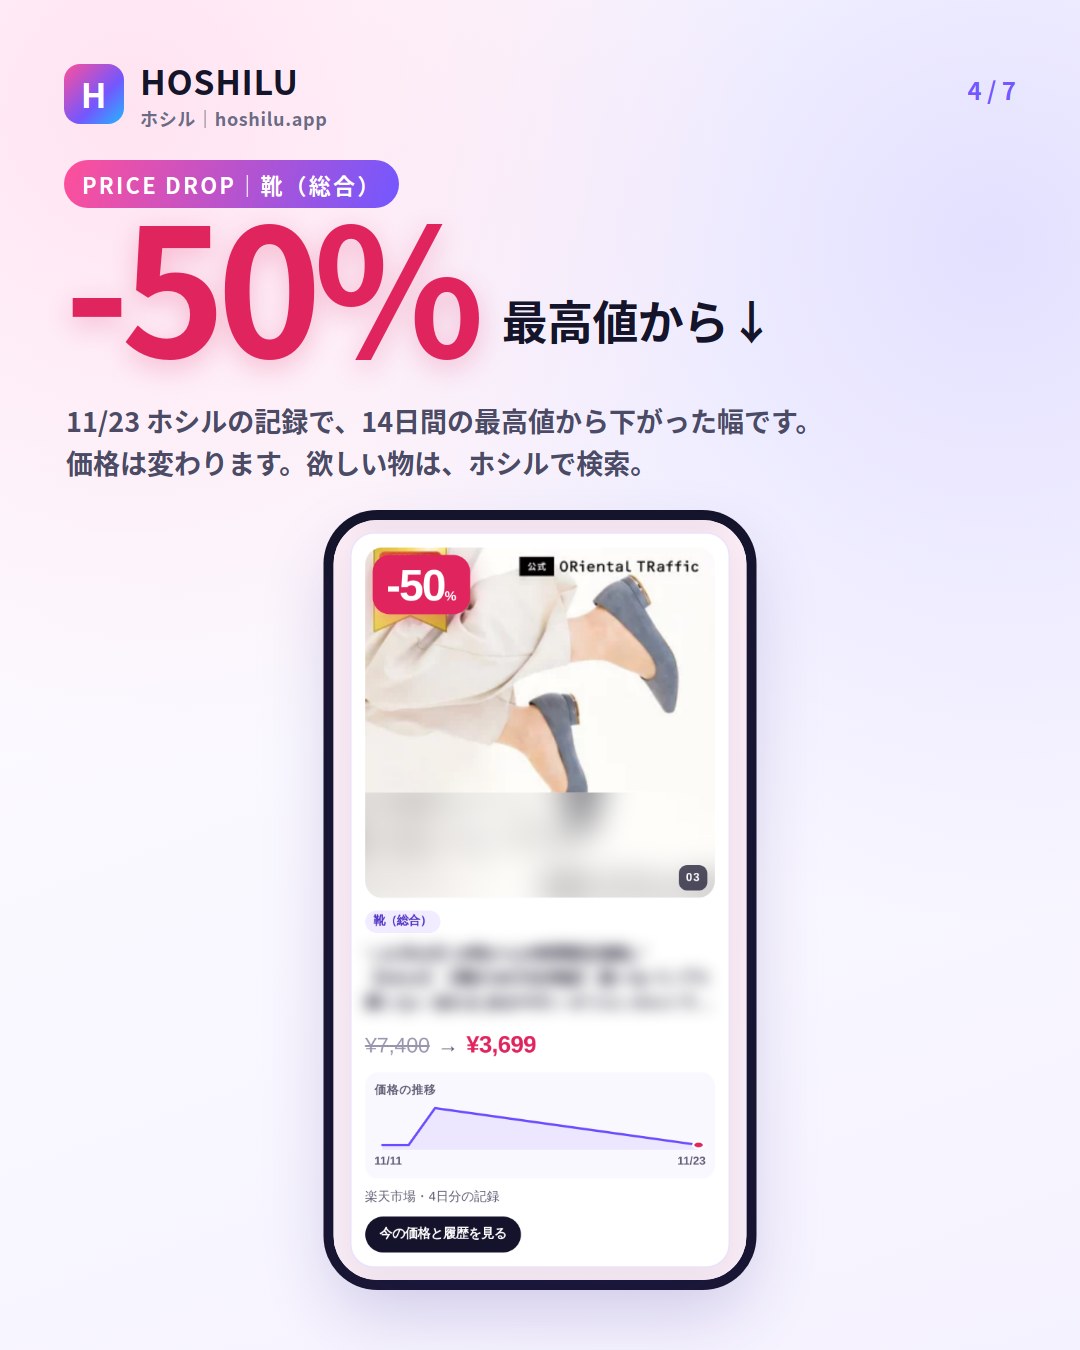 H
HOSHILU
ホシル｜hoshilu.app
4 / 7
PRICE DROP｜靴（総合）
-50% 最高値から↓
11/23 ホシルの記録で、14日間の最高値から下がった幅です。
価格は変わります。欲しい物は、ホシルで検索。
-50%
公式 ORiental TRaffic
03
靴（総合）
¥7,400 → ¥3,699
価格の推移
11/11 11/23
楽天市場・4日分の記録
今の価格と履歴を見る